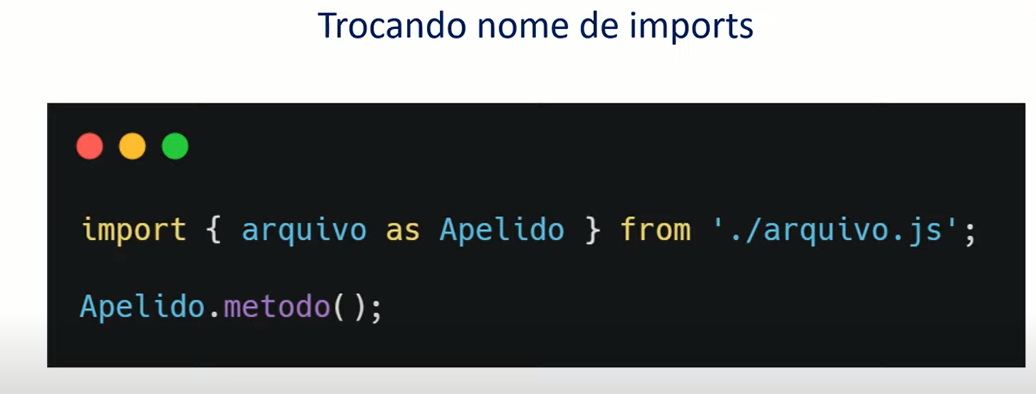 Trocando nome de imports
import { arquivo as Apelido } from './arquivo.js';
Apelido.metodo();